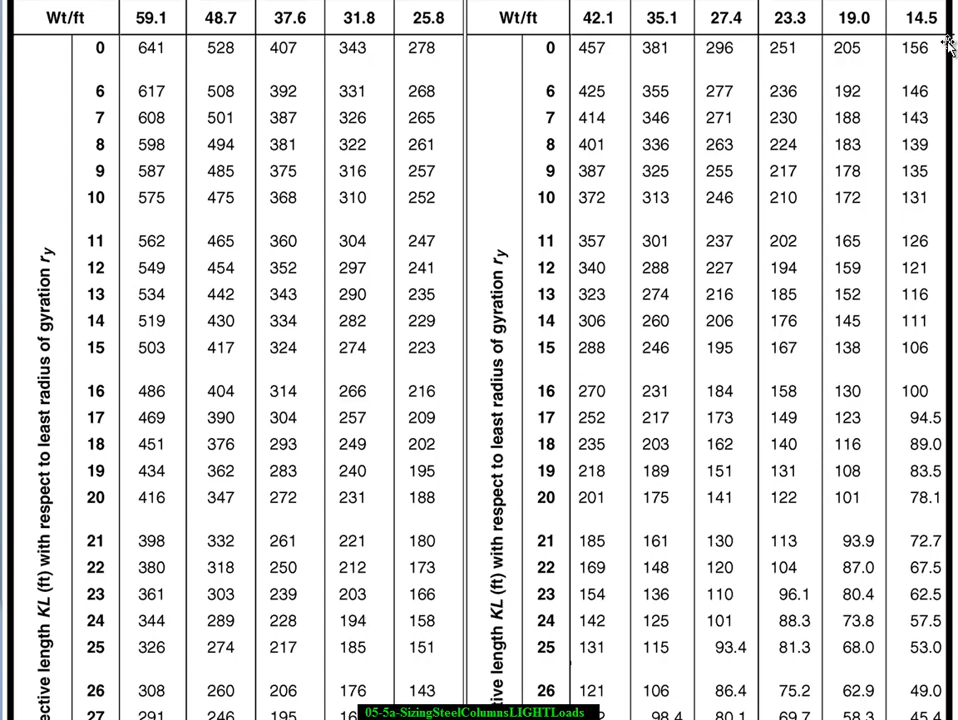 Wt/ft 59.1 48.7 37.6 31.8 25.8 Wt/ft 42.1 35.1 27.4 23.3 19.0 14.5
0 641 528 407 343 278 0 457 381 296 251 205 156
6 617 508 392 331 268 6 425 355 277 236 192 146
7 608 501 387 326 265 7 414 346 271 230 188 143
8 598 494 381 322 261 8 401 336 263 224 183 139
9 587 485 375 316 257 9 387 325 255 217 178 135
10 575 475 368 310 252 10 372 313 246 210 172 131
11 562 465 360 304 247 11 357 301 237 202 165 126
12 549 454 352 297 241 12 340 288 227 194 159 121
13 534 442 343 290 235 13 323 274 216 185 152 116
14 519 430 334 282 229 14 306 260 206 176 145 111
15 503 417 324 274 223 15 288 246 195 167 138 106
16 486 404 314 266 216 16 270 231 184 158 130 100
17 469 390 304 257 209 17 252 217 173 149 123 94.5
18 451 376 293 249 202 18 235 203 162 140 116 89.0
19 434 362 283 240 195 19 218 189 151 131 108 83.5
20 416 347 272 231 188 20 201 175 141 122 101 78.1
21 398 332 261 221 180 21 185 161 130 113 93.9 72.7
22 380 318 250 212 173 22 169 148 120 104 87.0 67.5
23 361 303 239 203 166 23 154 136 110 96.1 80.4 62.5
24 344 289 228 194 158 24 142 125 101 88.3 73.8 57.5
25 326 274 217 185 151 25 131 115 93.4 81.3 68.0 53.0
26 308 260 206 176 143 26 121 106 86.4 75.2 62.9 49.0
27 291 246 195 98.4 80.1 69.7 58.3 45.4
length KL (ft) with respect to least radius of gyration ry
length KL (ft) with respect to least radius of gyration ry
05-5a-SizingSteelColumnsLIGHTLoads